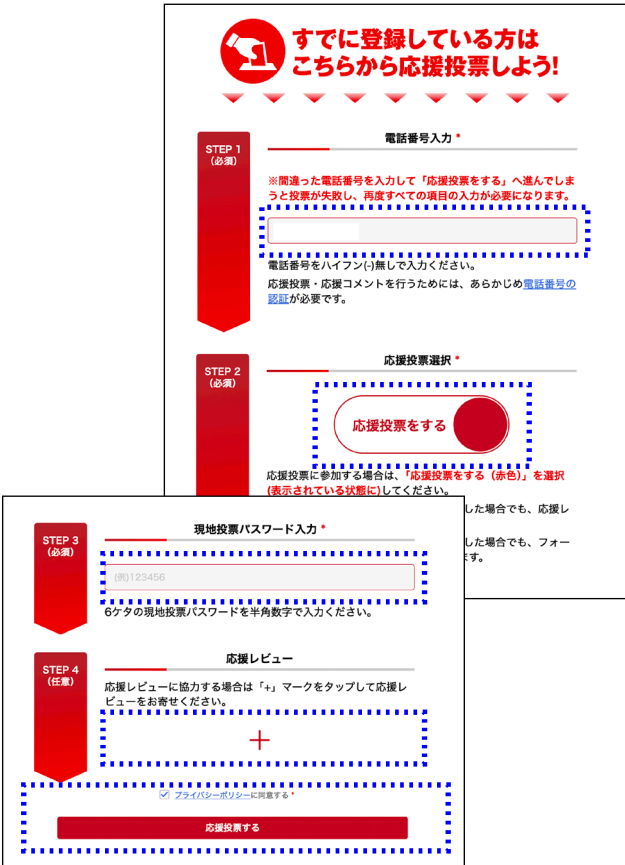 すでに登録している方は
こちらから応援投票しよう!
STEP 1
(必須)
電話番号入力 *
※間違った電話番号を入力して「応援投票をする」へ進んでしま
うと投票が失敗し、再度すべての項目の入力が必要になります。
電話番号をハイフン(-)無しで入力ください。
応援投票・応援コメントを行うためには、あらかじめ電話番号の
認証が必要です。
STEP 2
(必須)
応援投票選択 *
応援投票をする
応援投票に参加する場合は、「応援投票をする（赤色）」を選択
(表示されている状態に)してください。
した場合でも、応援レ
した場合でも、フォー
ます。
STEP 3
(必須)
現地投票パスワード入力 *
(例)123456
6ケタの現地投票パスワードを半角数字で入力ください。
STEP 4
(任意)
応援レビュー
応援レビューに協力する場合は「+」マークをタップして応援レ
ビューをお寄せください。
+
プライバシーポリシーに同意する *
応援投票する